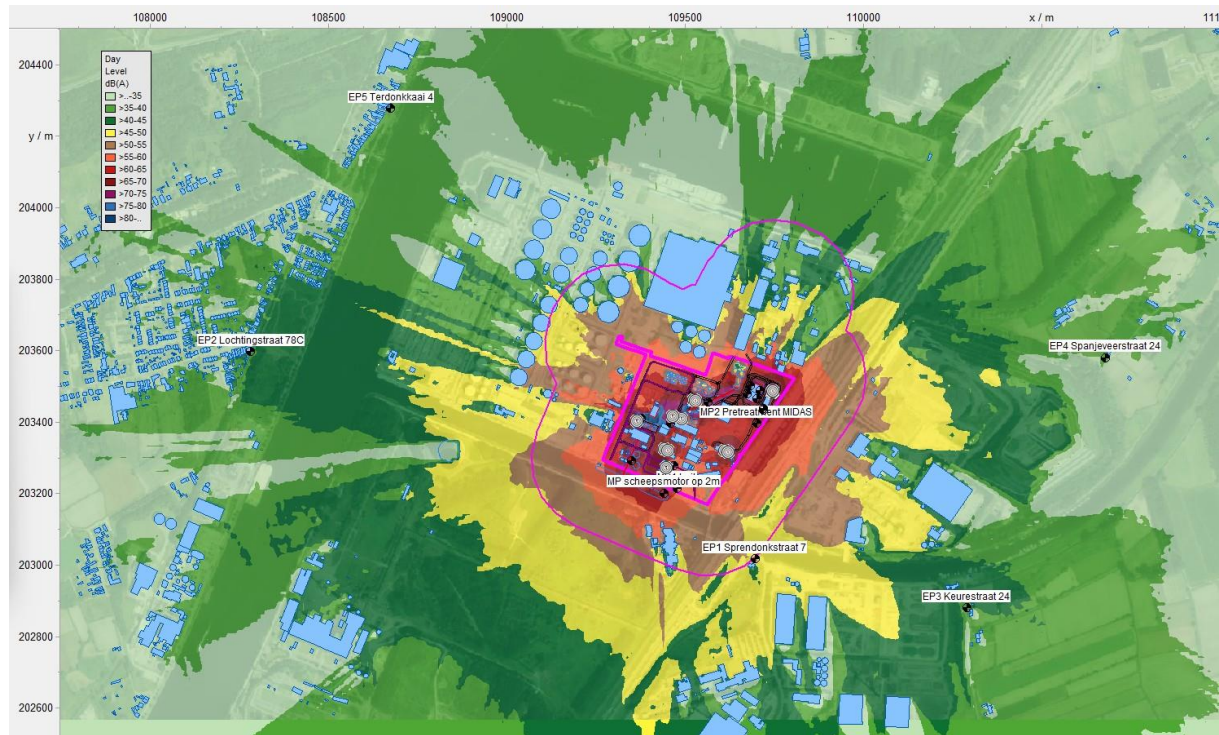 108000 108500 109000 109500 110000 x / m 111
204400
y / m
204000
203800
203600
203400
203200
203000
202800
202600
Day
Level
dB(A)
>..-35
>35-40
>40-45
>45-50
>50-55
>55-60
>60-65
>65-70
>70-75
>75-80
>80-..
EP5 Terdonkkaai 4
EP2 Lochtingstraat 78C
EP4 Spanjeveerstraat 24
MP2 Pretreatment MIDAS
MP scheepsmotor op 2m
EP1 Sprendonkstraat 7
EP3 Keurestraat 24